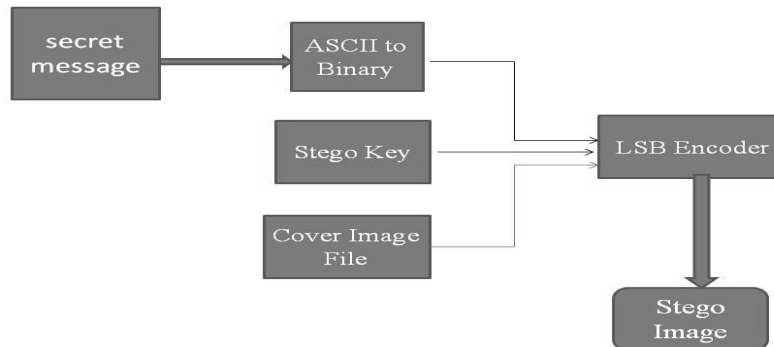 secret
message
ASCII to
Binary
Stego Key
LSB Encoder
Cover Image
File
Stego
Image